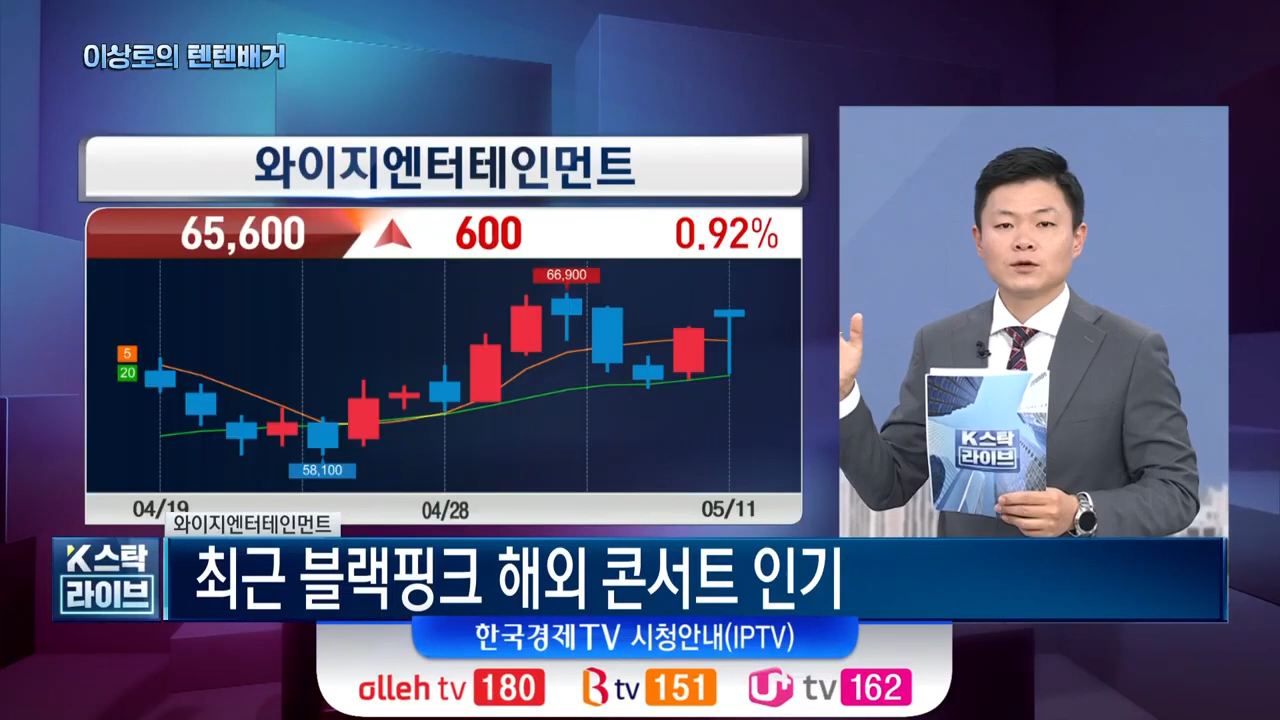 이상로의 텐텐배거
와이지엔터테인먼트
65,600 ▲ 600 0.92%
66,900
5
20
58,100
04/19 04/28 05/11
와이지엔터테인먼트
K스탁
라이브
최근 블랙핑크 해외 콘서트 인기
K스탁
라이브
한국경제TV 시청안내(IPTV)
olleh tv 180 B tv 151 U+ tv 162